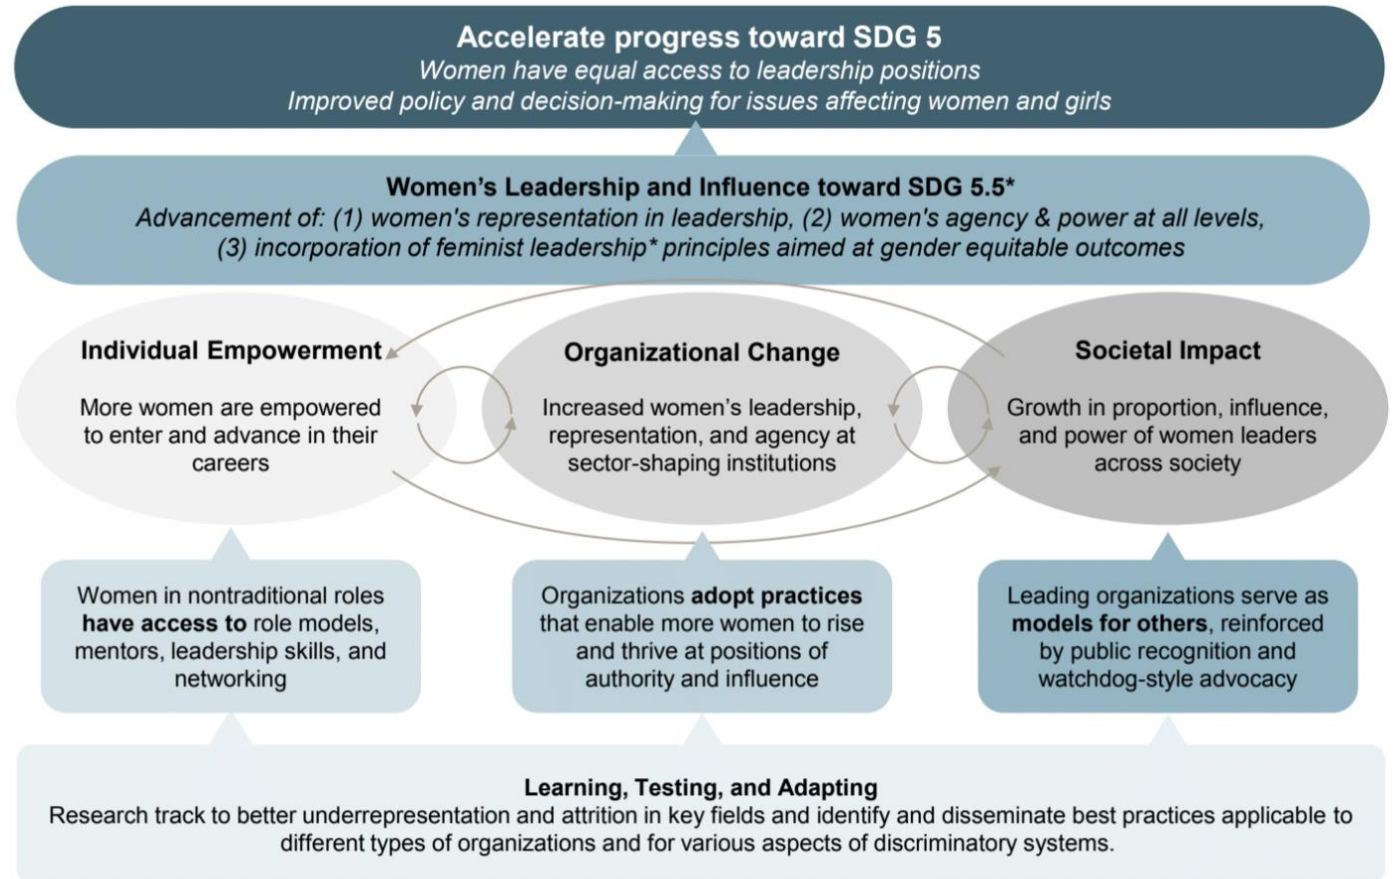 Accelerate progress toward SDG 5
Women have equal access to leadership positions
Improved policy and decision-making for issues affecting women and girls
Women’s Leadership and Influence toward SDG 5.5*
Advancement of: (1) women's representation in leadership, (2) women's agency & power at all levels,
(3) incorporation of feminist leadership* principles aimed at gender equitable outcomes
Individual Empowerment
More women are empowered
to enter and advance in their
careers
Organizational Change
Increased women’s leadership,
representation, and agency at
sector-shaping institutions
Societal Impact
Growth in proportion, influence,
and power of women leaders
across society
Women in nontraditional roles
have access to role models,
mentors, leadership skills, and
networking
Organizations adopt practices
that enable more women to rise
and thrive at positions of
authority and influence
Leading organizations serve as
models for others, reinforced
by public recognition and
watchdog-style advocacy
Learning, Testing, and Adapting
Research track to better underrepresentation and attrition in key fields and identify and disseminate best practices applicable to
different types of organizations and for various aspects of discriminatory systems.